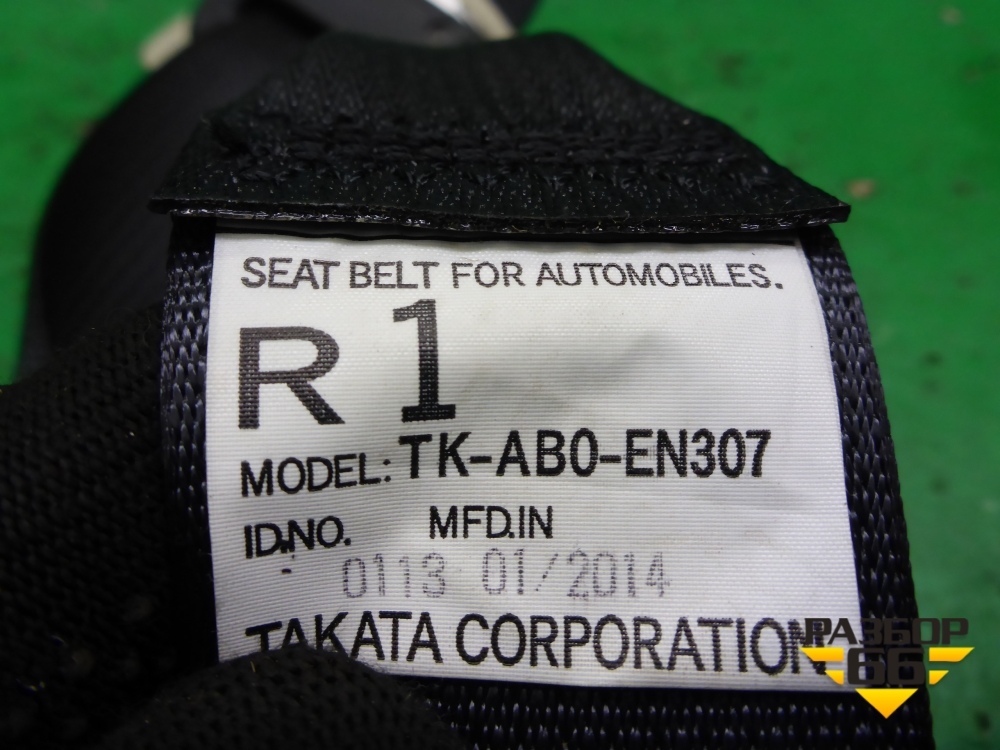 SEAT BELT FOR AUTOMOBILES.
R 1
MODEL: TK-AB0-EN307
ID.NO. MFD.IN
0113 01/2014
TAKATA CORPORATION
РАЗБОР
66